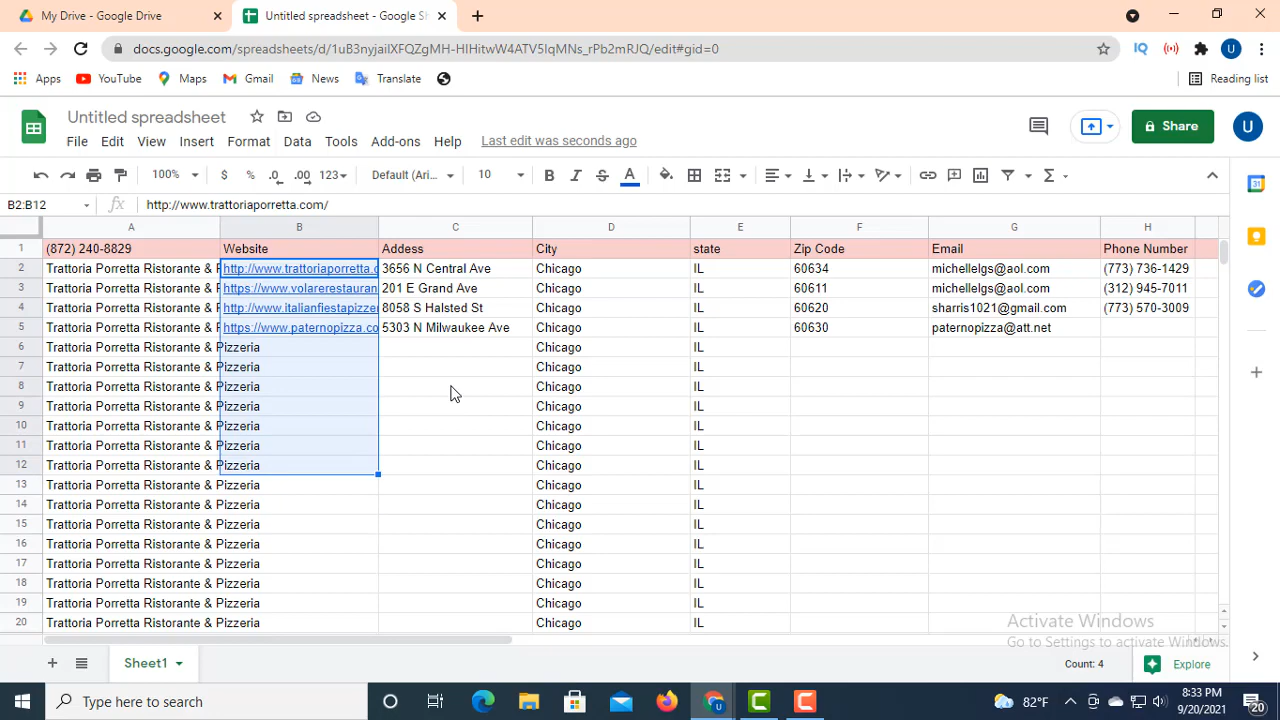 My Drive - Google Drive
Untitled spreadsheet - Google Sh
docs.google.com/spreadsheets/d/
/edit#gid=0
Apps YouTube Maps Gmail News Translate Reading list
Untitled spreadsheet
File Edit View Insert Format Data Tools Add-ons Help Last edit was seconds ago
Share
U
100% $ % .0 .00 123 Default (Ari... 10 B I S A
B2:B12 fx http://www.trattoriaporretta.com/
A B C D E F G H
1 (872) 240-8829 Website Addess City state Zip Code Email Phone Number
2 Trattoria Porretta Ristorante & P http://www.trattoriaporretta.c 3656 N Central Ave Chicago IL 60634 michellelgs@aol.com (773) 736-1429
3 Trattoria Porretta Ristorante & P https://www.volarerestauran 201 E Grand Ave Chicago IL 60611 michellelgs@aol.com (312) 945-7011
4 Trattoria Porretta Ristorante & P http://www.italianfiestapizzer 8058 S Halsted St Chicago IL 60620 sharris1021@gmail.com (773) 570-3009
5 Trattoria Porretta Ristorante & P https://www.paternopizza.co 5303 N Milwaukee Ave Chicago IL 60630 paternopizza@att.net
6 Trattoria Porretta Ristorante & Pizzeria Chicago IL
7 Trattoria Porretta Ristorante & Pizzeria Chicago IL
8 Trattoria Porretta Ristorante & Pizzeria Chicago IL
9 Trattoria Porretta Ristorante & Pizzeria Chicago IL
10 Trattoria Porretta Ristorante & Pizzeria Chicago IL
11 Trattoria Porretta Ristorante & Pizzeria Chicago IL
12 Trattoria Porretta Ristorante & Pizzeria Chicago IL
13 Trattoria Porretta Ristorante & Pizzeria Chicago IL
14 Trattoria Porretta Ristorante & Pizzeria Chicago IL
15 Trattoria Porretta Ristorante & Pizzeria Chicago IL
16 Trattoria Porretta Ristorante & Pizzeria Chicago IL
17 Trattoria Porretta Ristorante & Pizzeria Chicago IL
18 Trattoria Porretta Ristorante & Pizzeria Chicago IL
19 Trattoria Porretta Ristorante & Pizzeria Chicago IL
20 Trattoria Porretta Ristorante & Pizzeria Chicago IL
Activate Windows
Go to Settings to activate Windows.
Sheet1 Count: 4 Explore
Type here to search
82°F
8:33 PM
9/20/2021
20